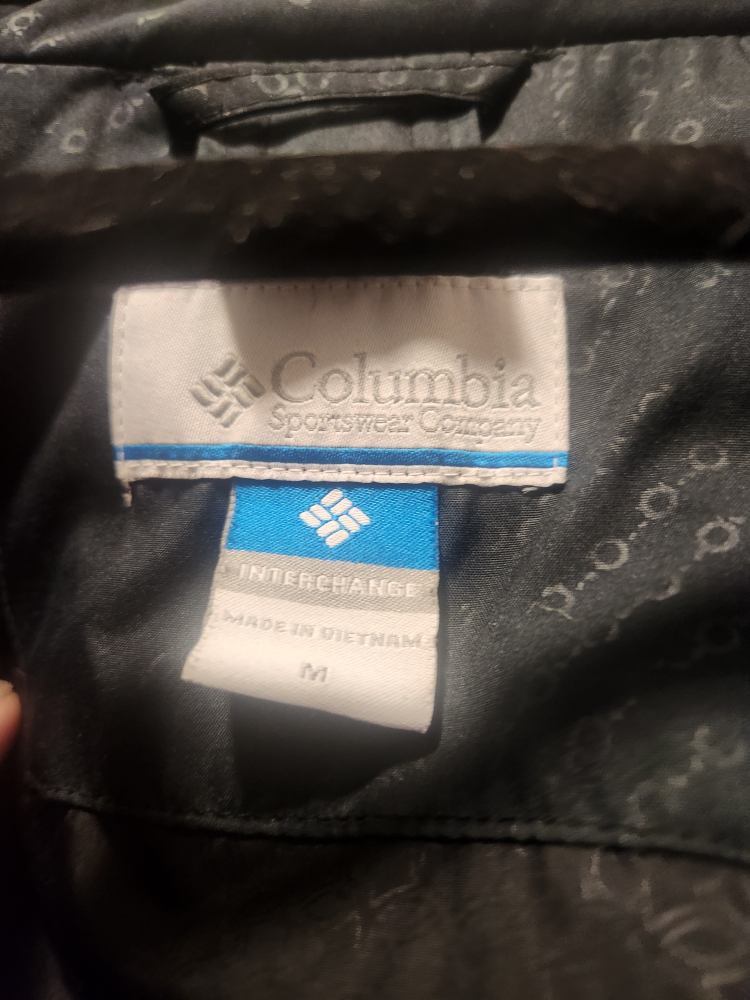 Columbia
Sportswear Company
INTERCHANGE
MADE IN VIETNAM
M